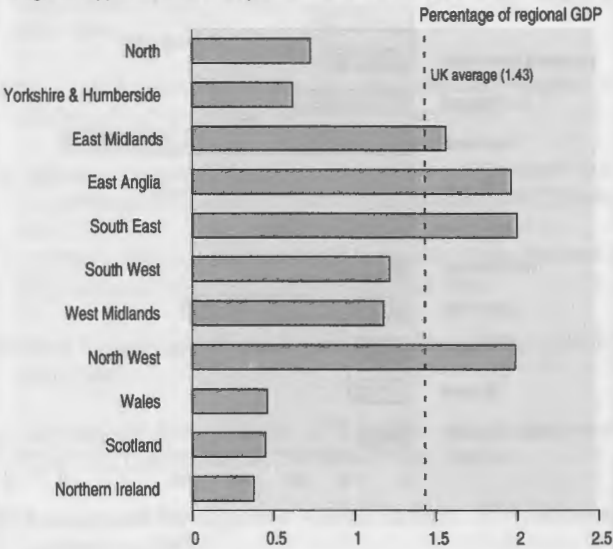 Percentage of regional GDP
UK average (1.43)
North
Yorkshire & Humberside
East Midlands
East Anglia
South East
South West
West Midlands
North West
Wales
Scotland
Northern Ireland
0 0.5 1 1.5 2 2.5